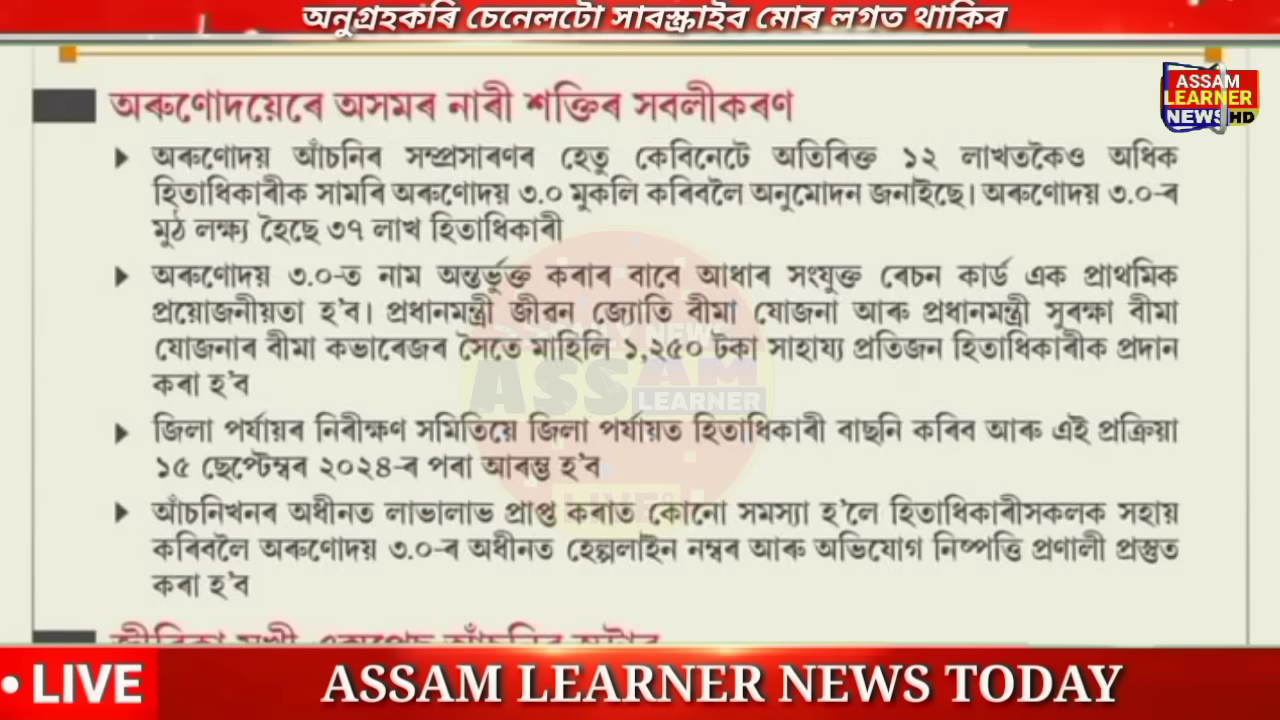 অনুগ্ৰহকৰি চেনেলটো সাবস্ক্ৰাইব মোৰ লগত থাকিব
ASSAM
LEARNER
NEWS HD
অৰুণোদয়েৰে অসমৰ নাৰী শক্তিৰ সবলীকৰণ
অৰুণোদয় আঁচনিৰ সম্প্ৰসাৰণৰ হেতু কেবিনেটে অতিৰিক্ত ১২ লাখতকৈও অধিক
হিতাধিকাৰীক সামৰি অৰুণোদয় ৩.০ মুকলি কৰিবলৈ অনুমোদন জনাইছে। অৰুণোদয় ৩.০-ৰ
মুঠ লক্ষ্য হৈছে ৩৭ লাখ হিতাধিকাৰী
অৰুণোদয় ৩.০-ত নাম অন্তৰ্ভুক্ত কৰাৰ বাবে আধাৰ সংযুক্ত ৰেচন কাৰ্ড এক প্ৰাথমিক
প্ৰয়োজনীয়তা হ'ব। প্ৰধানমন্ত্ৰী জীৱন জ্যোতি বীমা যোজনা আৰু প্ৰধানমন্ত্ৰী সুৰক্ষা বীমা
যোজনাৰ বীমা কভাৰেজৰ সৈতে মাহিলি ১,২৫০ টকা সাহায্য প্ৰতিজন হিতাধিকাৰীক প্ৰদান
কৰা হ'ব
ASSAM
LEARNER
জিলা পৰ্যায়ৰ নিৰীক্ষণ সমিতিয়ে জিলা পৰ্যায়ত হিতাধিকাৰী বাছনি কৰিব আৰু এই প্ৰক্ৰিয়া
১৫ ছেপ্টেম্বৰ ২০২৪-ৰ পৰা আৰম্ভ হ'ব
LIVE
আঁচনিখনৰ অধীনত লাভালাভ প্ৰাপ্ত কৰাত কোনো সমস্যা হ'লে হিতাধিকাৰীসকলক সহায়
কৰিবলৈ অৰুণোদয় ৩.০-ৰ অধীনত হেল্পলাইন নম্বৰ আৰু অভিযোগ নিষ্পত্তি প্ৰণালী প্ৰস্তুত
কৰা হ'ব
LIVE
ASSAM LEARNER NEWS TODAY